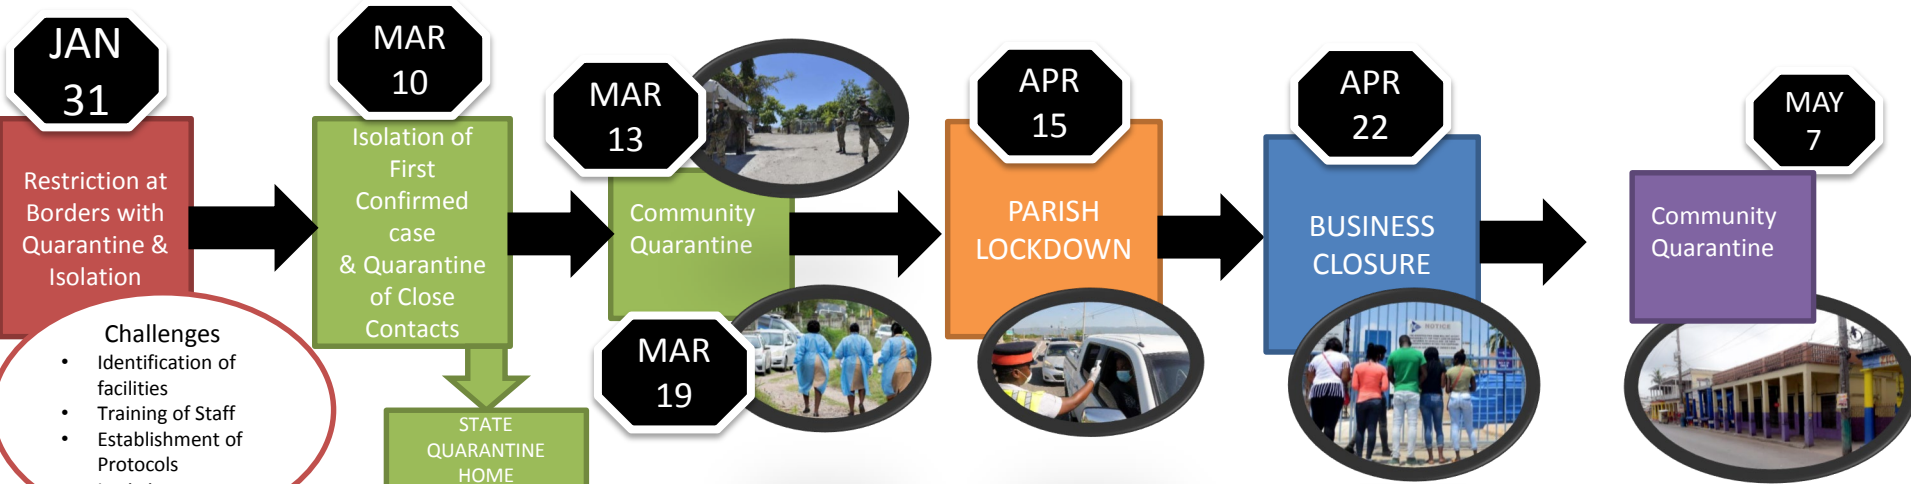 JAN
31
Restriction at
Borders with
Quarantine &
Isolation
Challenges
• Identification of
facilities
• Training of Staff
• Establishment of
Protocols
MAR
10
Isolation of
First
Confirmed
case
& Quarantine
of Close
Contacts
STATE
QUARANTINE
HOME
MAR
13
Community
Quarantine
MAR
19
APR
15
PARISH
LOCKDOWN
APR
22
BUSINESS
CLOSURE
NOTICE
MAY
7
Community
Quarantine